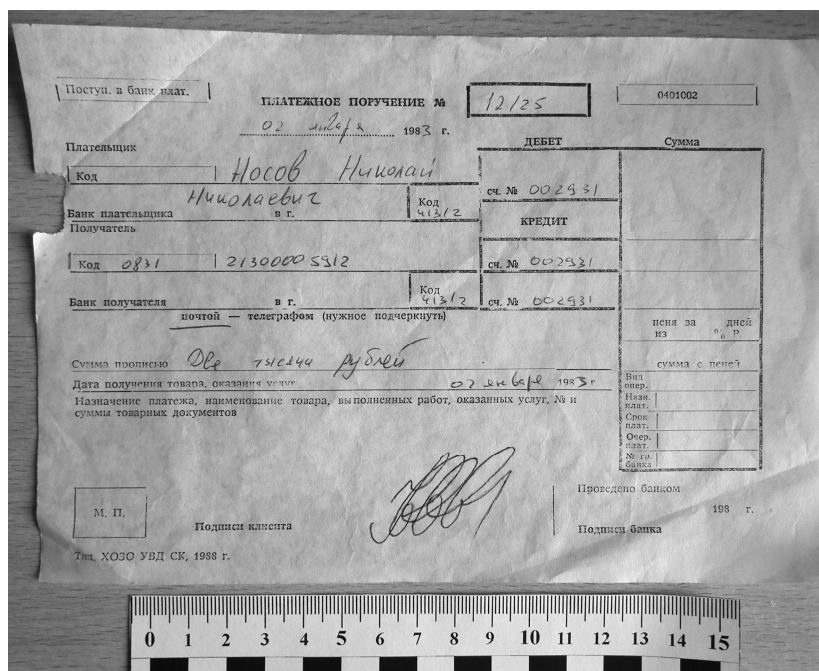 Поступ. в банк плат.
ПЛАТЕЖНОЕ ПОРУЧЕНИЕ № 12/25
0401002
02 января 1983 г.
Плательщик
ДЕБЕТ
Сумма
Код Носов Николай
Николаевич
сч. № 002931
Банк плательщика в г.
Код 413/2
Получатель
КРЕДИТ
Код 0831 2130000 5912
сч. № 002931
Банк получателя в г.
Код 413/2
сч. № 002931
почтой — телеграфом (нужное подчеркнуть)
пеня за дней
из % Р
Сумма прописью Две тысячи рублей
сумма с пеней
Дата получения товара, оказания услуг 02 января 1983 г
Вид опер.
Назначение платежа, наименование товара, выполненных работ, оказанных услуг, № и
суммы товарных документов
Назн. плат.
Срок плат.
Очер. плат.
№ гр. банка
Проведено банком
198 г.
М. П.
Подписи клиента
Подписи банка
Тип. ХОЗО УВД СК, 1988 г.
0 1 2 3 4 5 6 7 8 9 10 11 12 13 14 15